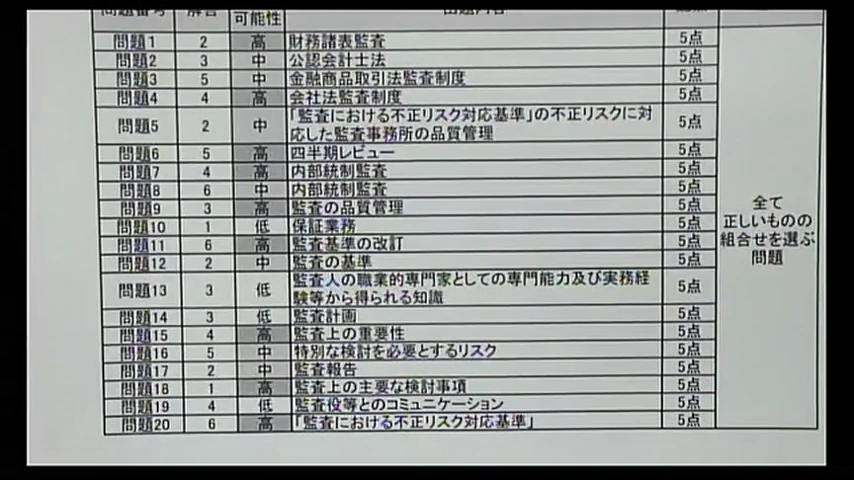 可能性
問題1 2 高 財務諸表監査 5点
問題2 3 中 公認会計士法 5点
問題3 5 中 金融商品取引法監査制度 5点
問題4 4 高 会社法監査制度 5点
問題5 2 中 「監査における不正リスク対応基準」の不正リスクに対 5点
応した監査事務所の品質管理
問題6 5 高 四半期レビュー 5点
問題7 4 高 内部統制監査 5点
問題8 6 中 内部統制監査 5点
問題9 3 高 監査の品質管理 5点
問題10 1 低 保証業務 5点
問題11 6 高 監査基準の改訂 5点
問題12 2 中 監査の基準 5点
問題13 3 低 監査人の職業的専門家としての専門能力及び実務経 5点
験等から得られる知識
問題14 3 低 監査計画 5点
問題15 4 高 監査上の重要性 5点
問題16 5 中 特別な検討を必要とするリスク 5点
問題17 2 中 監査報告 5点
問題18 1 高 監査上の主要な検討事項 5点
問題19 4 低 監査役等とのコミュニケーション 5点
問題20 6 高 「監査における不正リスク対応基準」 5点
全て
正しいものの
組合せを選ぶ
問題